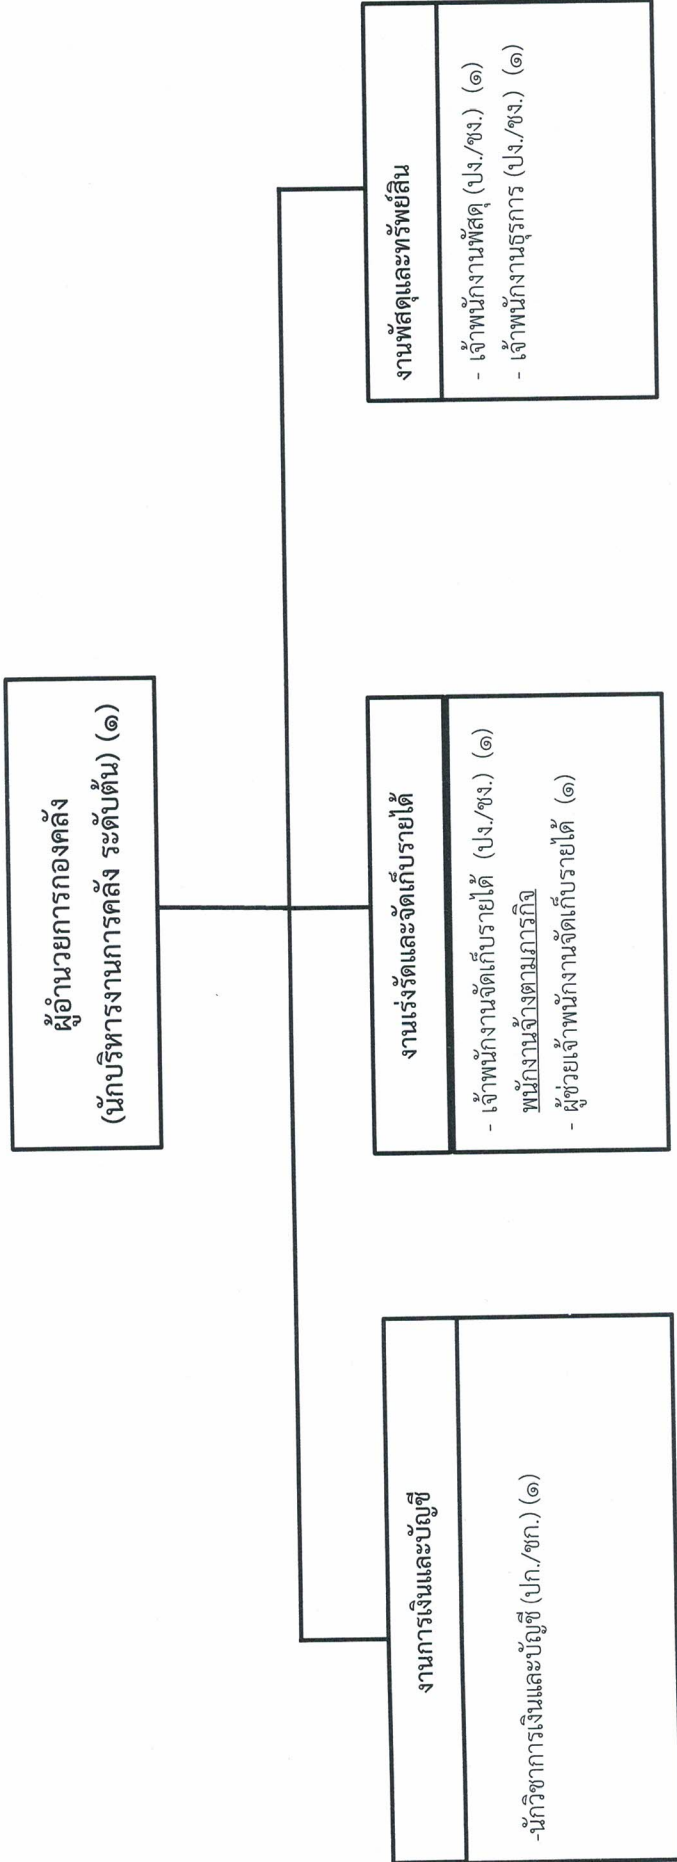 ผู้อำนวยการกองคลัง
(นักบริหารงานการคลัง ระดับต้น) (๑)
งานการเงินและบัญชี
-นักวิชาการเงินและบัญชี (ปก./ชก.) (๑)
งานเร่งรัดและจัดเก็บรายได้
- เจ้าพนักงานจัดเก็บรายได้ (ปง./ชง.) (๑)
พนักงานจ้างตามภารกิจ
- ผู้ช่วยเจ้าพนักงานจัดเก็บรายได้ (๑)
งานพัสดุและทรัพย์สิน
- เจ้าพนักงานพัสดุ (ปง./ชง.) (๑)
- เจ้าพนักงานธุรการ (ปง./ชง.) (๑)